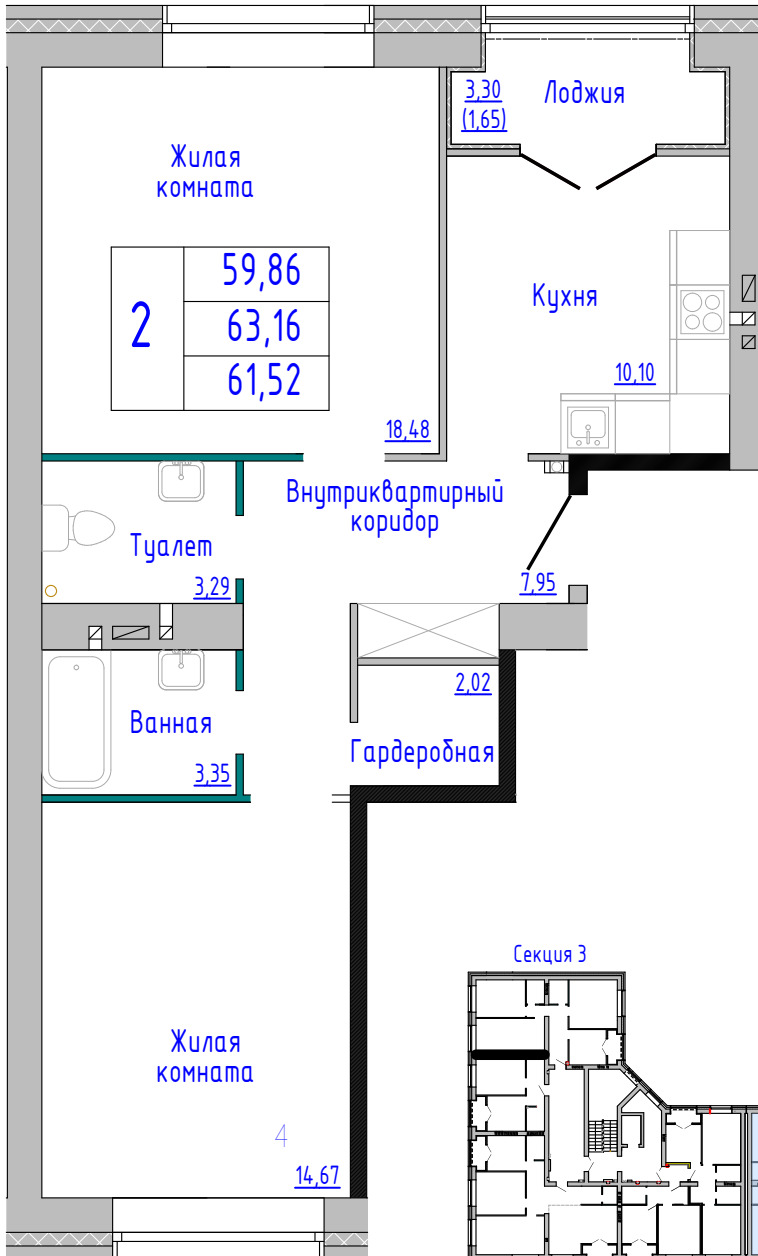 3,30
(1,65)
Лоджия
Жилая
комната
2
59,86
63,16
61,52
Кухня
10,10
18,48
Внутриквартирный
коридор
Туалет
3,29
7,95
2,02
Ванная
Гардеробная
3,35
Секция 3
Жилая
комната
4
14,67